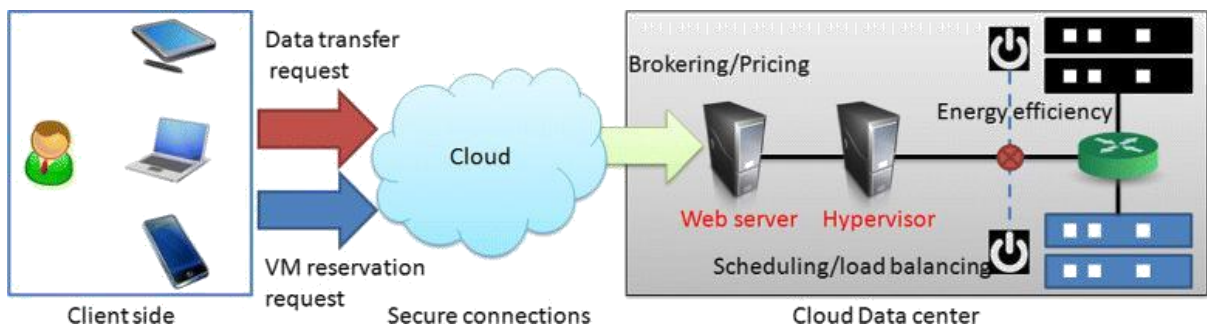 Data transfer
request
Cloud
VM reservation
request
Brokering/Pricing
Energy efficiency
Web server
Hypervisor
Scheduling/load balancing
Client side
Secure connections
Cloud Data center